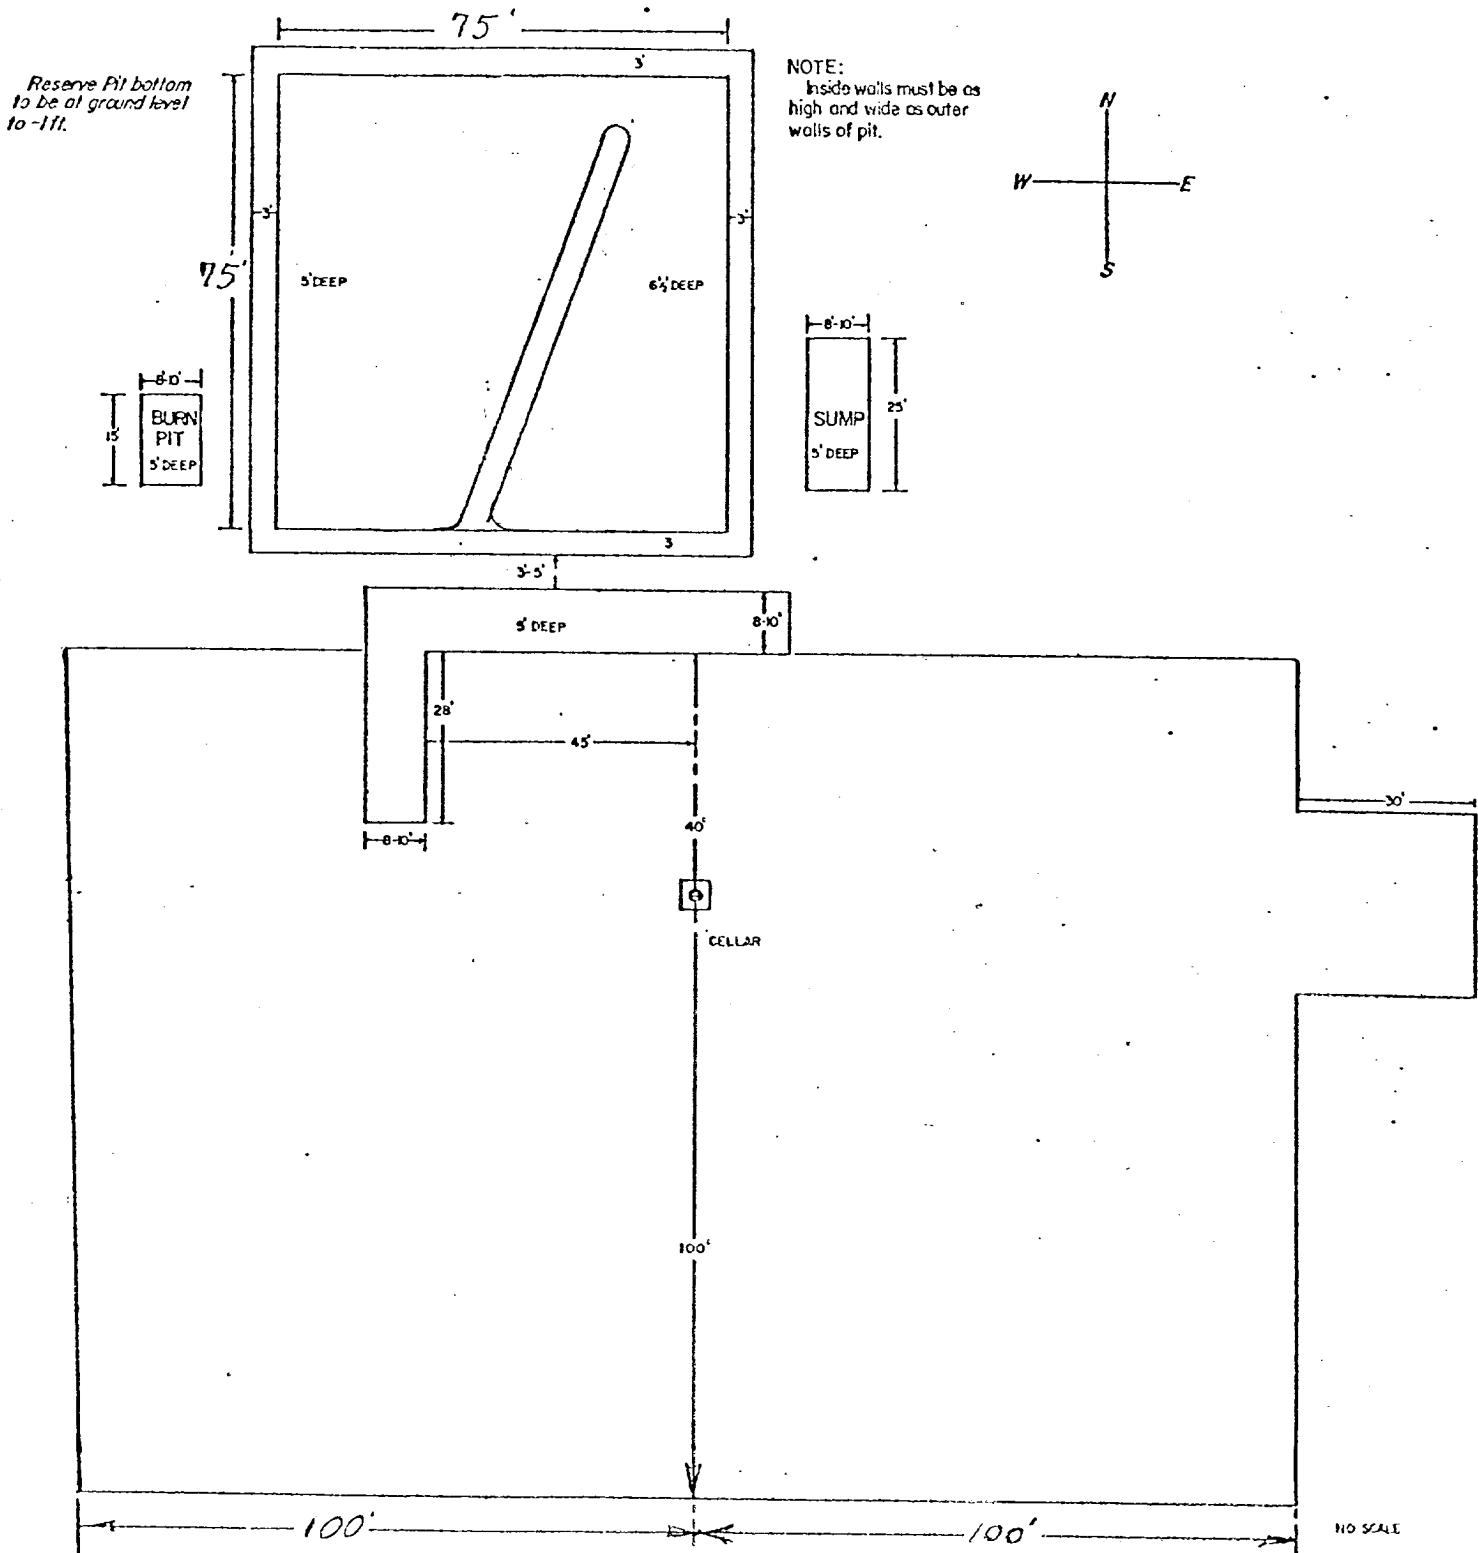 75'
3'
Reserve Pit bottom
to be at ground level
to -1 ft.
NOTE:
Inside walls must be as
high and wide as outer
walls of pit.
N
W E
S
3'
3'
75'
5' DEEP
6½' DEEP
8'-10'
25'
SUMP
5' DEEP
8'-10'
15'
BURN
PIT
5' DEEP
3
3'-5'
5' DEEP
8-10'
28'
45'
30'
40'
8-10'
CELLAR
100'
100'
100'
NO SCALE